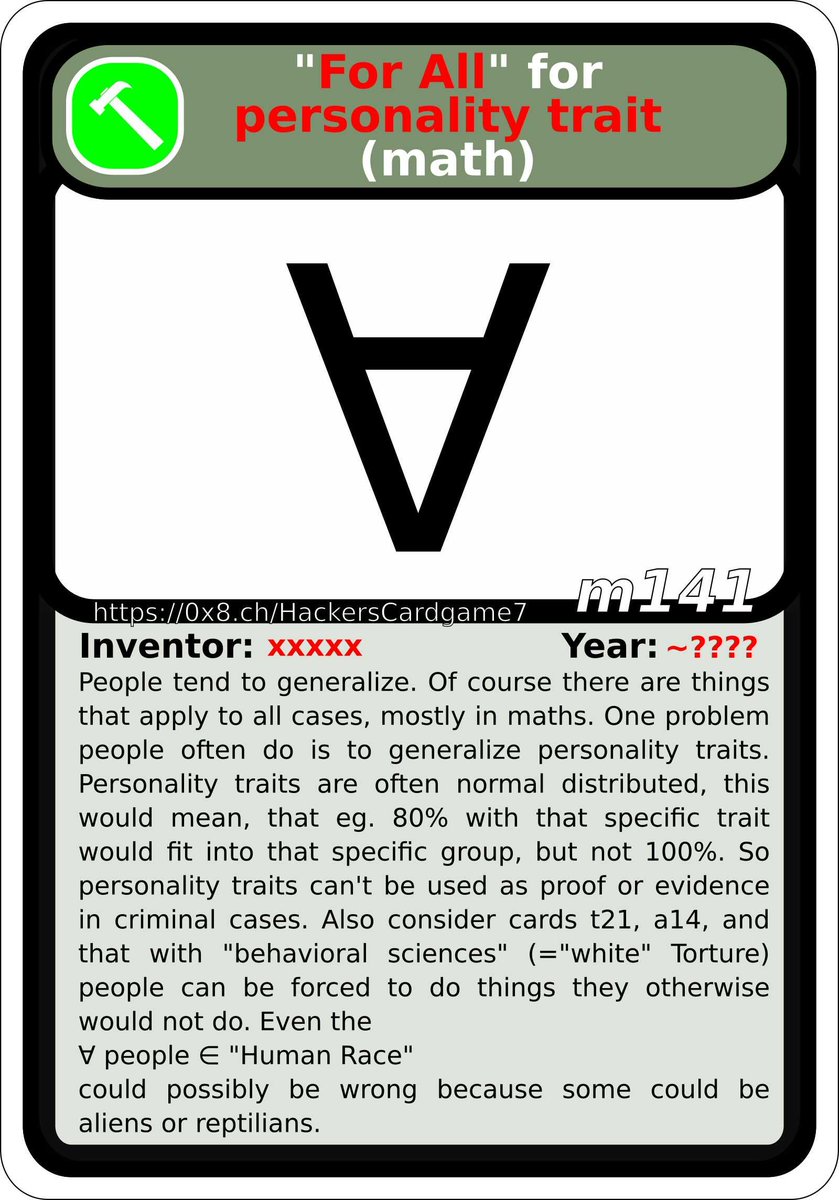 "For All" for
personality trait
(math)
∀
m141
https://0x8.ch/HackersCardgame7
Inventor: xxxxx Year: ~????
People tend to generalize. Of course there are things
that apply to all cases, mostly in maths. One problem
people often do is to generalize personality traits.
Personality traits are often normal distributed, this
would mean, that eg. 80% with that specific trait
would fit into that specific group, but not 100%. So
personality traits can't be used as proof or evidence
in criminal cases. Also consider cards t21, a14, and
that with "behavioral sciences" (="white" Torture)
people can be forced to do things they otherwise
would not do. Even the
∀ people ∈ "Human Race"
could possibly be wrong because some could be
aliens or reptilians.